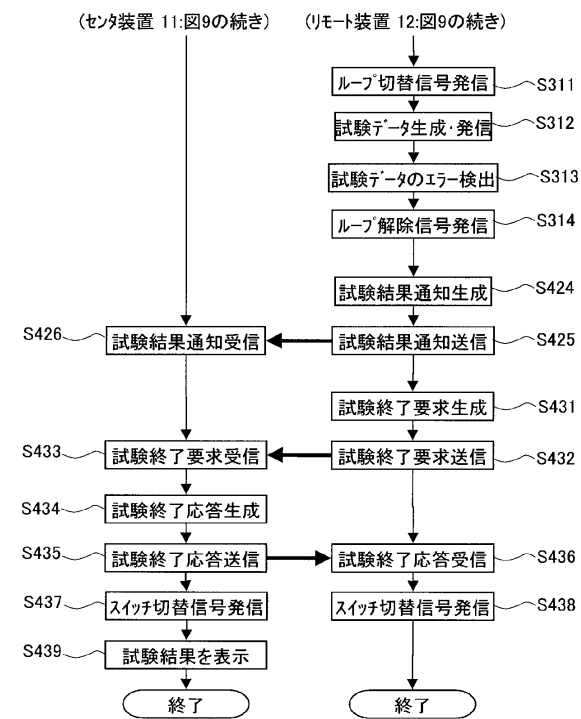 (センタ装置 11:図9の続き)
(リモート装置 12:図9の続き)
ループ切替信号発信
S311
試験データ生成・発信
S312
試験データのエラー検出
S313
ループ解除信号発信
S314
試験結果通知生成
S424
S426
試験結果通知受信
試験結果通知送信
S425
試験終了要求生成
S431
S433
試験終了要求受信
試験終了要求送信
S432
S434
試験終了応答生成
S435
試験終了応答送信
試験終了応答受信
S436
S437
スイッチ切替信号発信
スイッチ切替信号発信
S438
S439
試験結果を表示
終了
終了